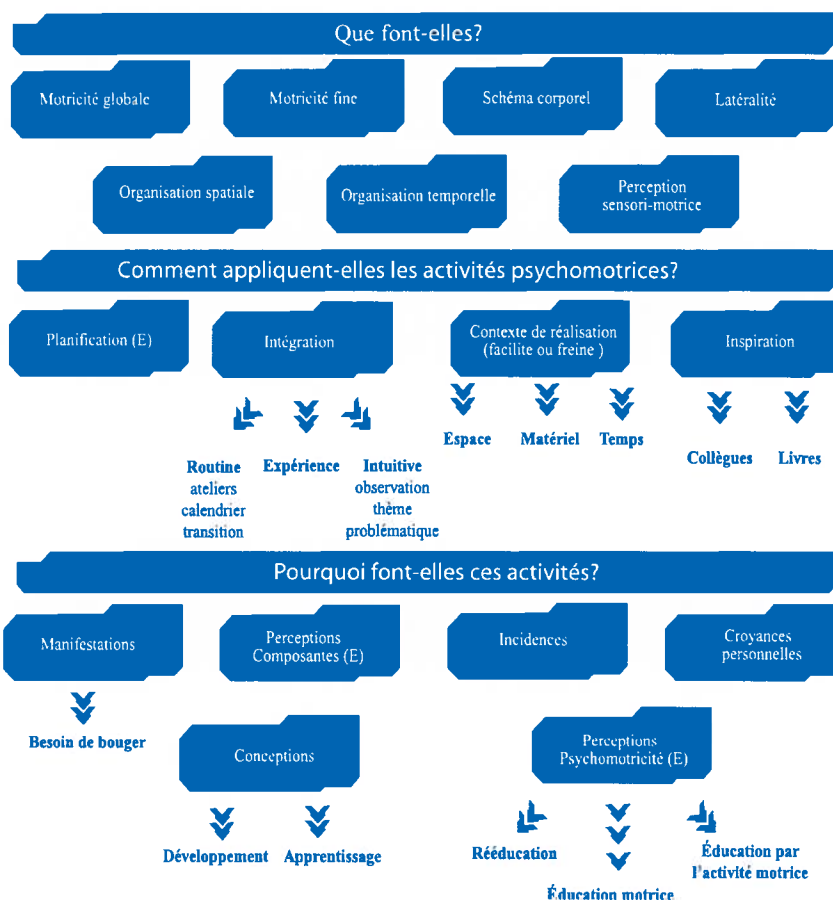 Que font-elles?
Motricité globale
Motricité fine
Schéma corporel
Latéralité
Organisation spatiale
Organisation temporelle
Perception
sensori-motrice
Comment appliquent-elles les activités psychomotrices?
Planification (E)
Intégration
Contexte de réalisation
(facilite ou freine )
Inspiration
Routine
ateliers
calendrier
transition
Expérience
Intuitive
observation
thème
problématique
Espace
Matériel
Temps
Collègues
Livres
Pourquoi font-elles ces activités?
Manifestations
Perceptions
Composantes (E)
Incidences
Croyances
personnelles
Besoin de bouger
Conceptions
Perceptions
Psychomotricité (E)
Développement
Apprentissage
Rééducation
Éducation motrice
Éducation par
l'activité motrice